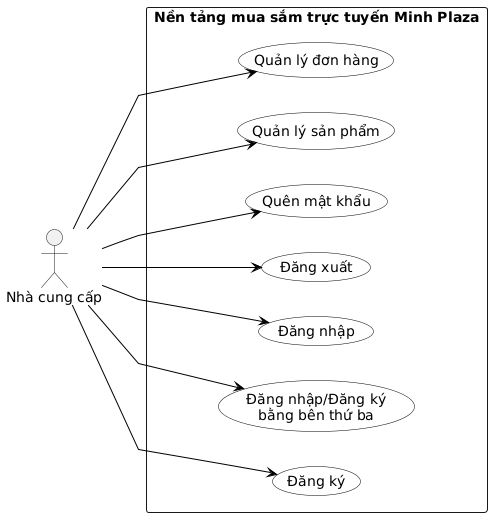 Nền tảng mua sắm trực tuyến Minh Plaza
Quản lý đơn hàng
Quản lý sản phẩm
Quên mật khẩu
Đăng xuất
Nhà cung cấp
Đăng nhập
Đăng nhập/Đăng ký
bằng bên thứ ba
Đăng ký